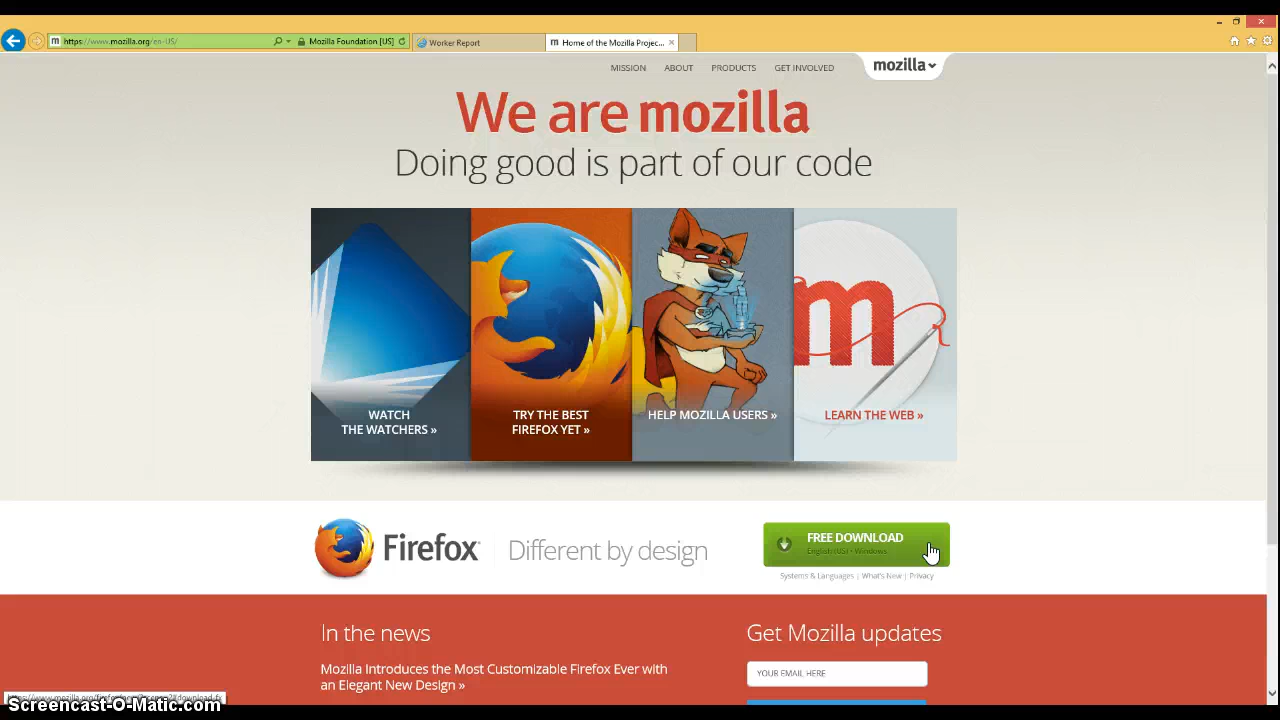 https://www.mozilla.org/en-US/
Mozilla Foundation [US]
Worker Report
Home of the Mozilla Projec...
MISSION
ABOUT
PRODUCTS
GET INVOLVED
mozilla
We are mozilla
Doing good is part of our code
WATCH
THE WATCHERS »
TRY THE BEST
FIREFOX YET »
HELP MOZILLA USERS »
LEARN THE WEB »
Firefox
Different by design
FREE DOWNLOAD
English (US) • Windows
Systems & Languages | What's New | Privacy
In the news
Get Mozilla updates
Mozilla Introduces the Most Customizable Firefox Ever with
an Elegant New Design »
YOUR EMAIL HERE
Screencast-O-Matic.com